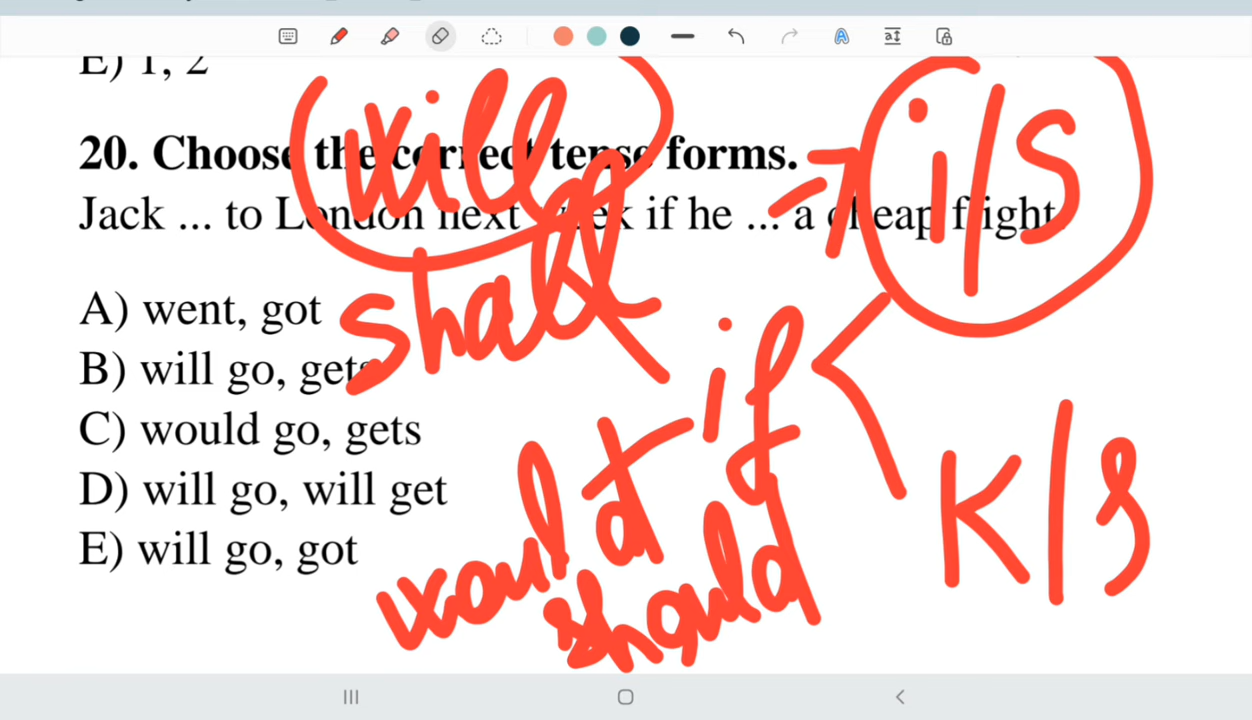 E) 1, 2
20. Choose the correct tense forms.
Jack ... to London next week if he ... a cheap flight
A) went, got
B) will go, gets
C) would go, gets
D) will go, will get
E) will go, got
will
shall
i/s
if
K/S
would
should